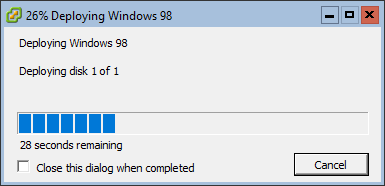 26% Deploying Windows 98
Deploying Windows 98
Deploying disk 1 of 1
28 seconds remaining
Close this dialog when completed
Cancel